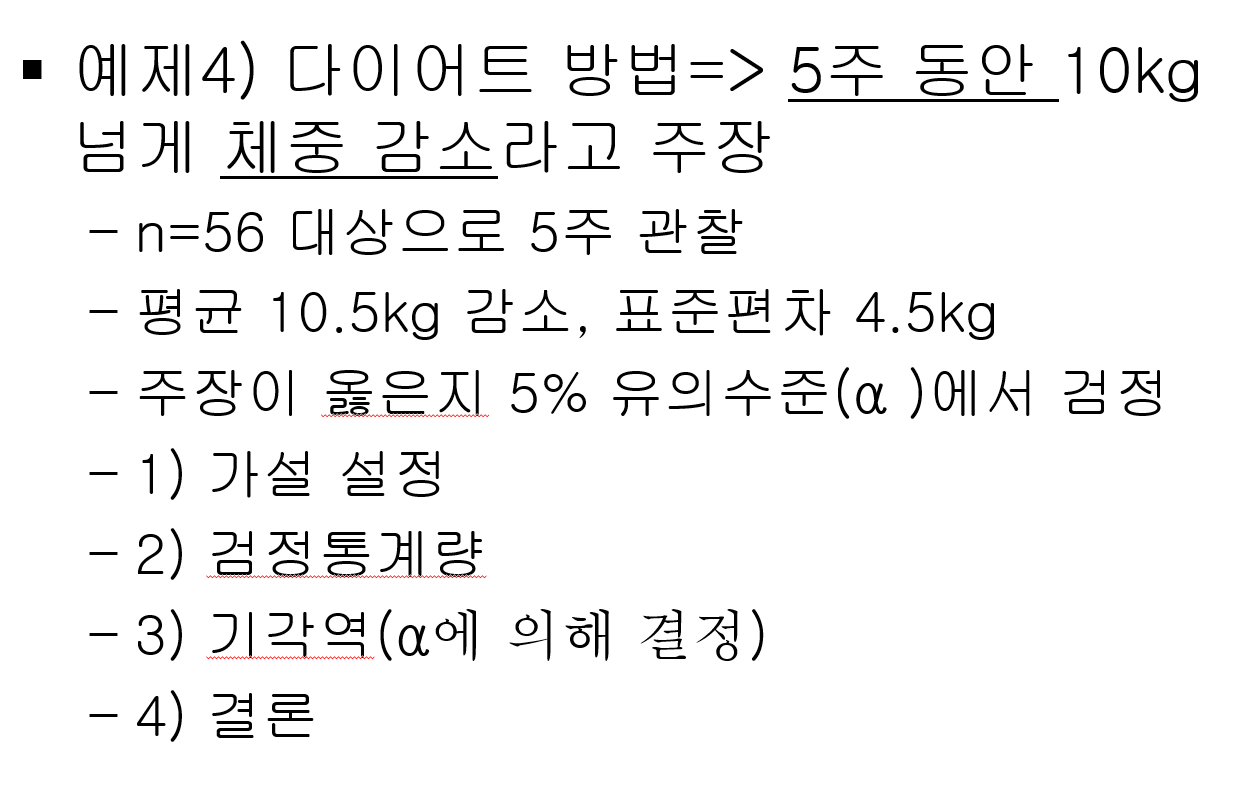 ▪ 예제4) 다이어트 방법=> 5주 동안 10kg
넘게 체중 감소라고 주장
– n=56 대상으로 5주 관찰
– 평균 10.5kg 감소, 표준편차 4.5kg
– 주장이 옳은지 5% 유의수준(α )에서 검정
– 1) 가설 설정
– 2) 검정통계량
– 3) 기각역(α에 의해 결정)
– 4) 결론